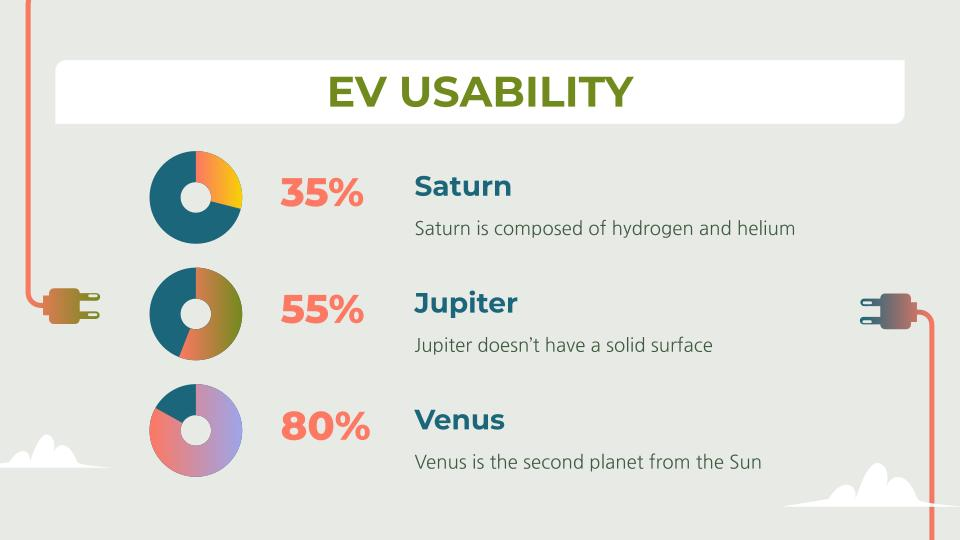 EV USABILITY
35%
Saturn
Saturn is composed of hydrogen and helium
55%
Jupiter
Jupiter doesn’t have a solid surface
80%
Venus
Venus is the second planet from the Sun